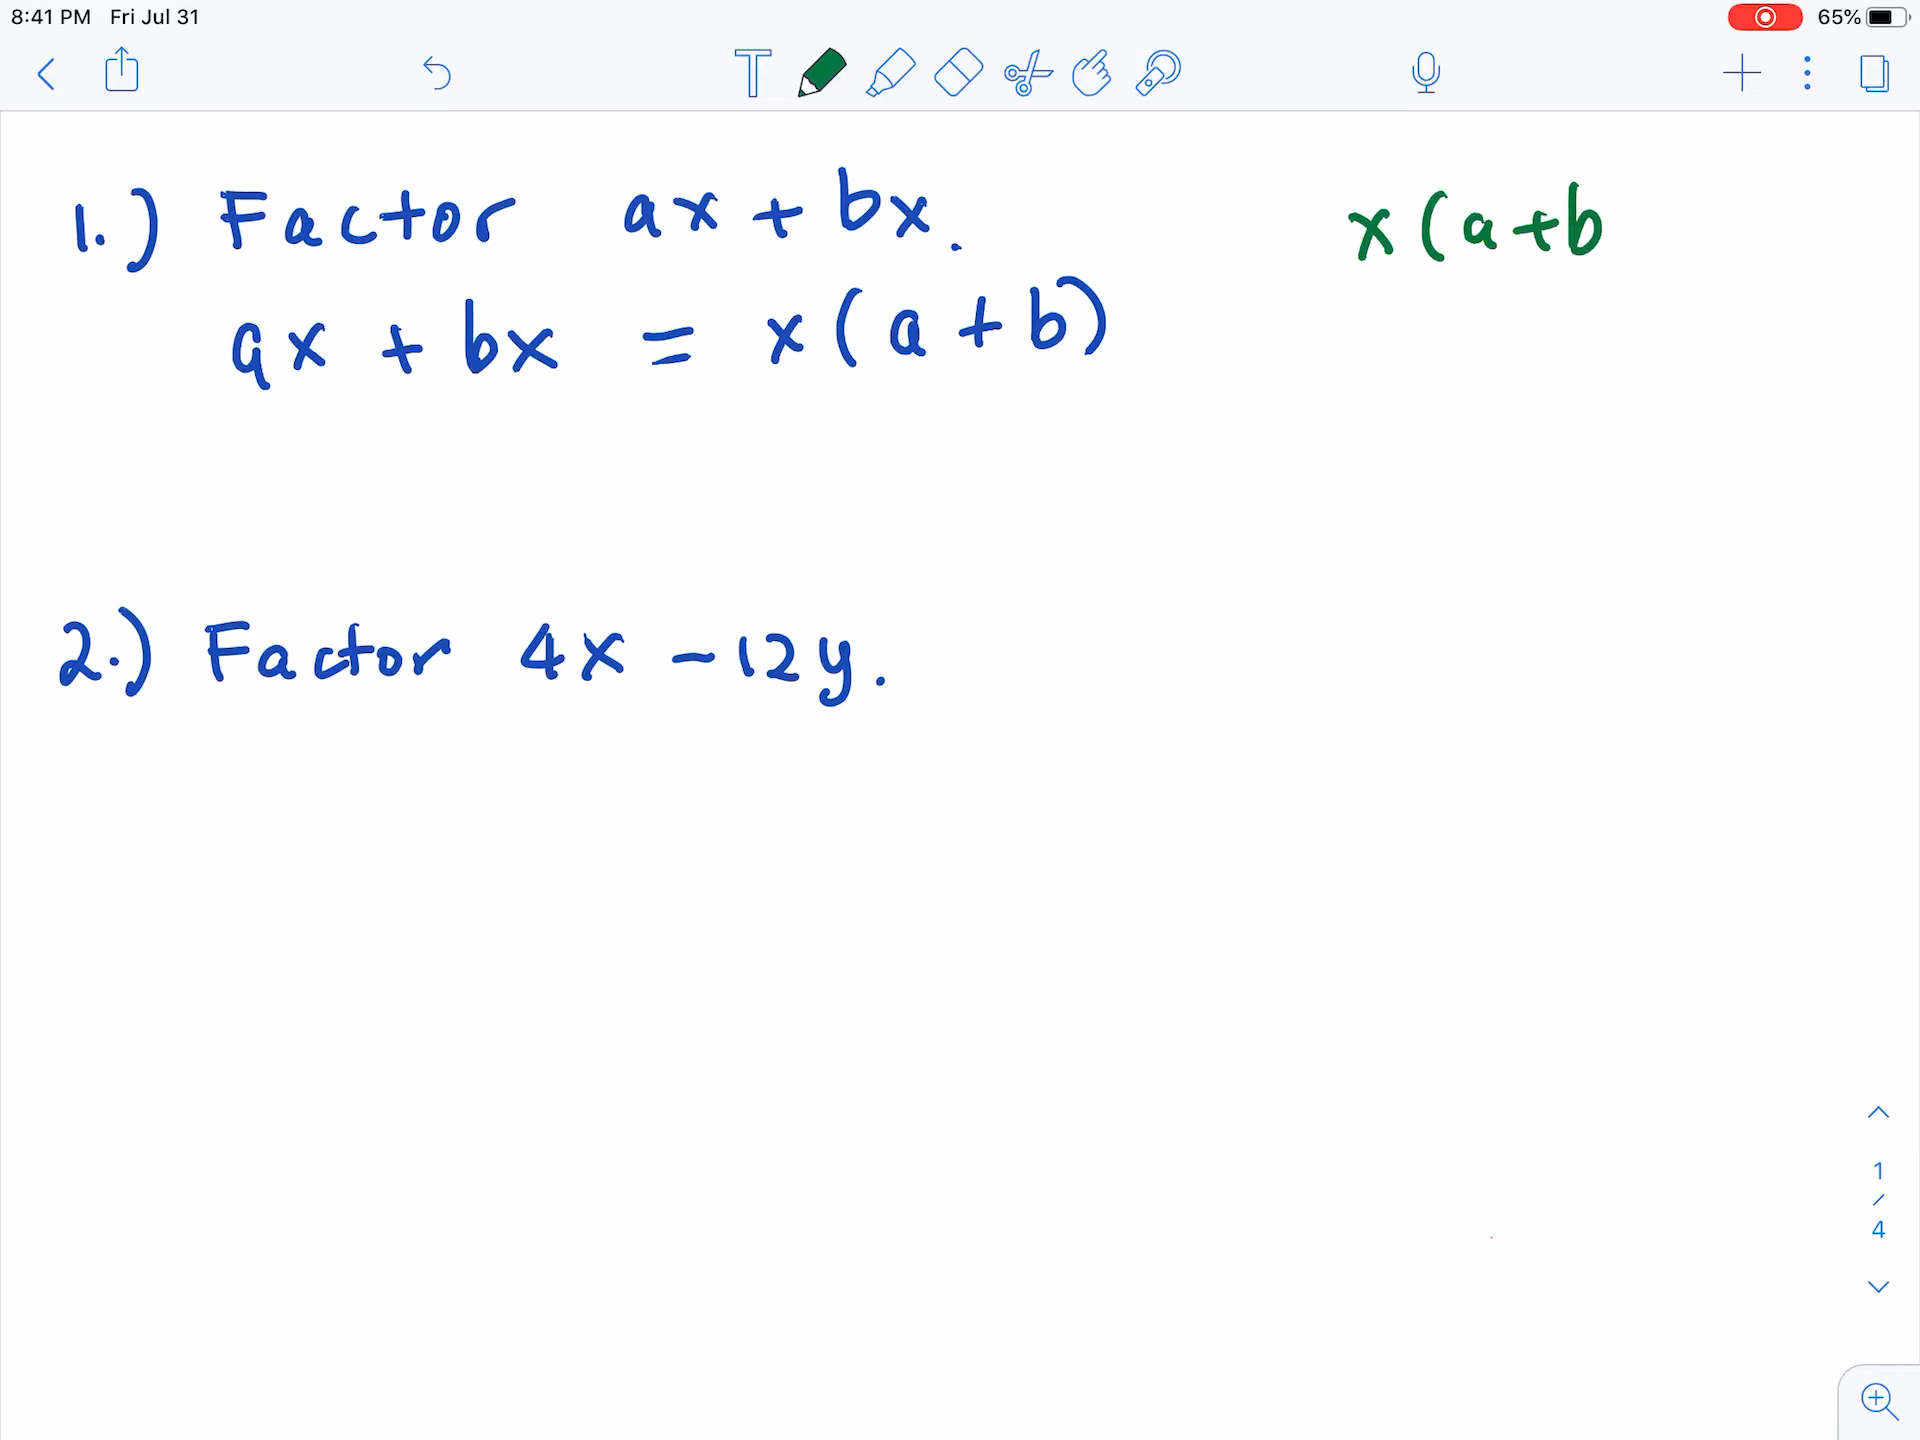 8:41 PM Fri Jul 31
65%
T
1.) Factor ax + bx.
x(a+b
ax + bx = x(a + b)
2.) Factor 4x - 12y.
1
/
4